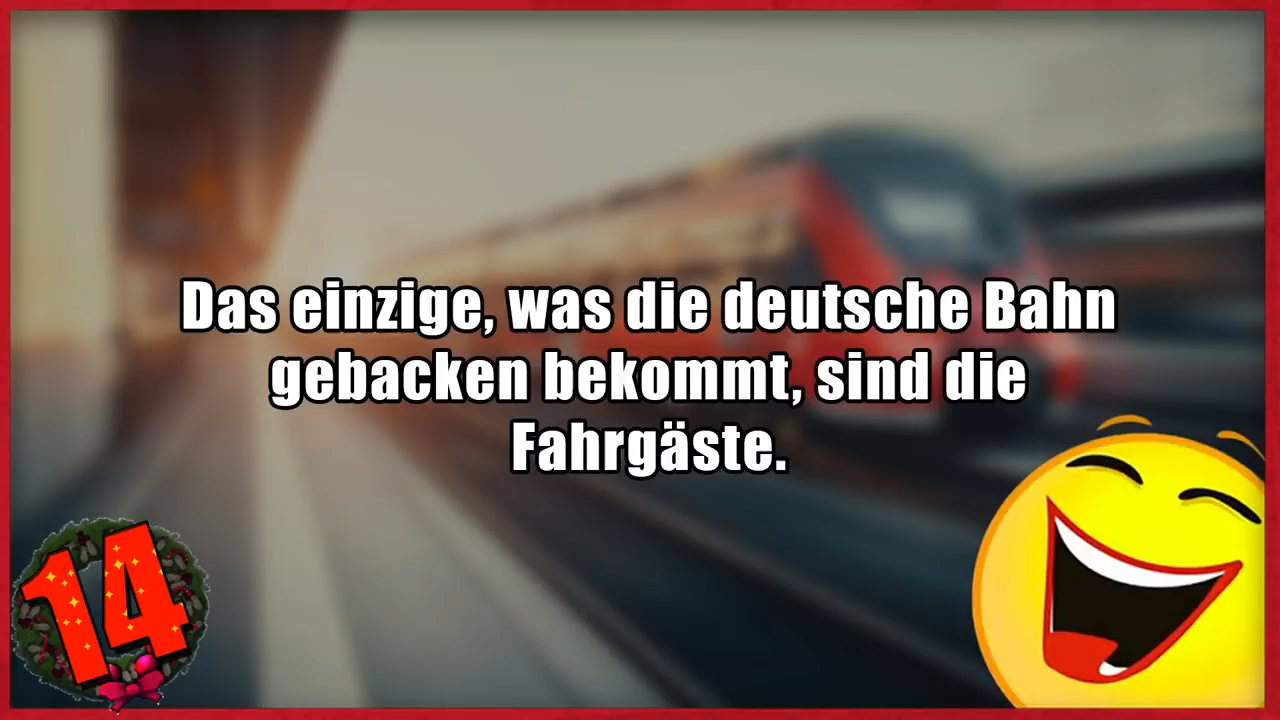 Das einzige, was die deutsche Bahn
gebacken bekommt, sind die
Fahrgäste.
14